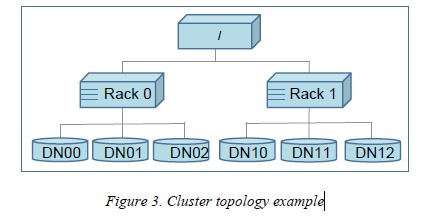 /
Rack 0 Rack 1
DN00 DN01 DN02 DN10 DN11 DN12
Figure 3. Cluster topology example